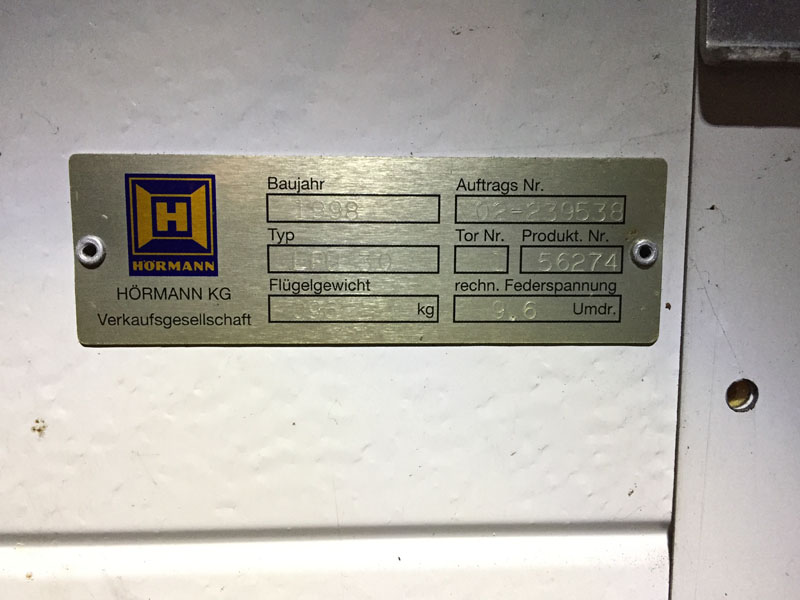 HÖRMANN
HÖRMANN KG
Verkaufsgesellschaft
Baujahr
1998
Auftrags Nr.
02-239538
Typ
Tor Nr.
1
Produkt. Nr.
56274
Flügelgewicht
kg
rechn. Federspannung
9.6 Umdr.